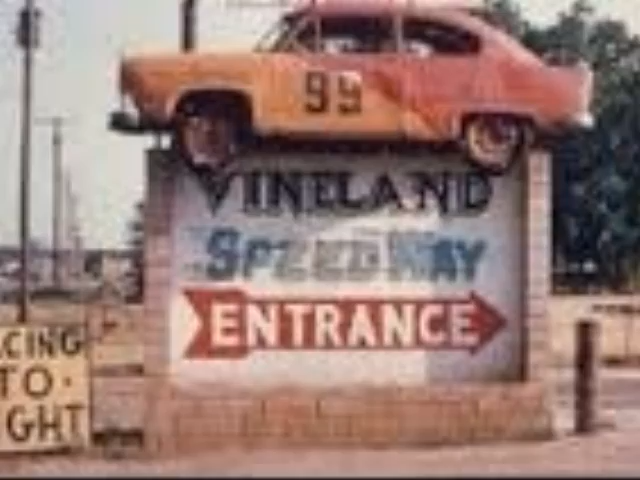 99
VINELAND
SPEEDWAY
ENTRANCE
CING
TO-
GHT